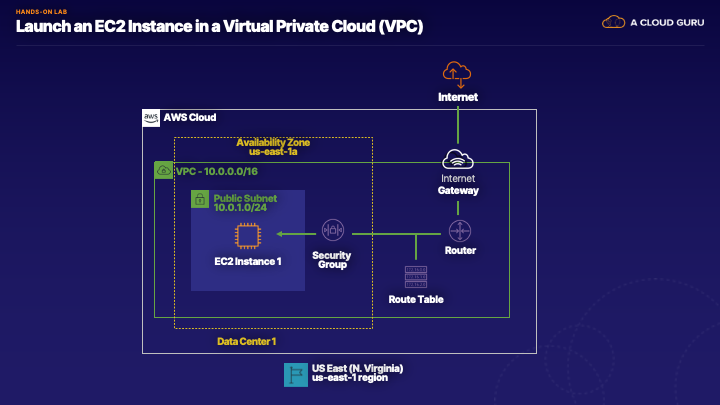 HANDS-ON LAB
Launch an EC2 Instance in a Virtual Private Cloud (VPC)
A CLOUD GURU
Internet
aws
AWS Cloud
Availability Zone
us-east-1a
VPC - 10.0.0.0/16
Internet
Gateway
Public Subnet
10.0.1.0/24
EC2 Instance 1
Security
Group
Router
Route Table
Data Center 1
US East (N. Virginia)
us-east-1 region